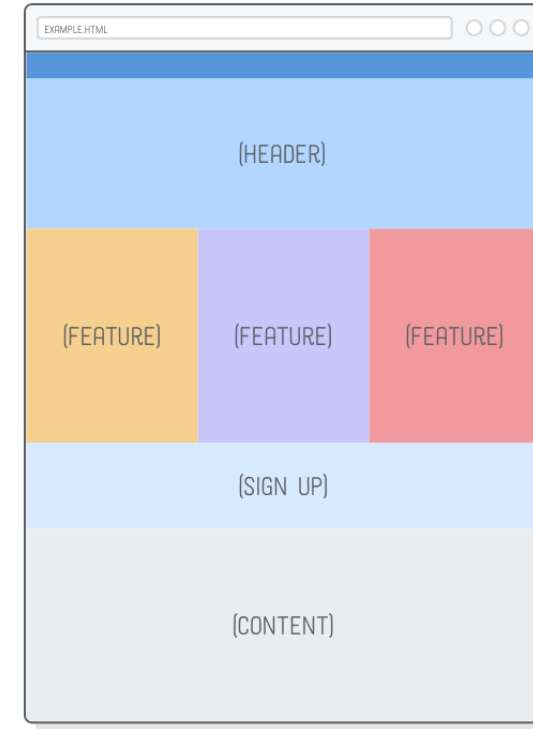 EXAMPLE.HTML
(HEADER)
(FEATURE) (FEATURE) (FEATURE)
(SIGN UP)
(CONTENT)